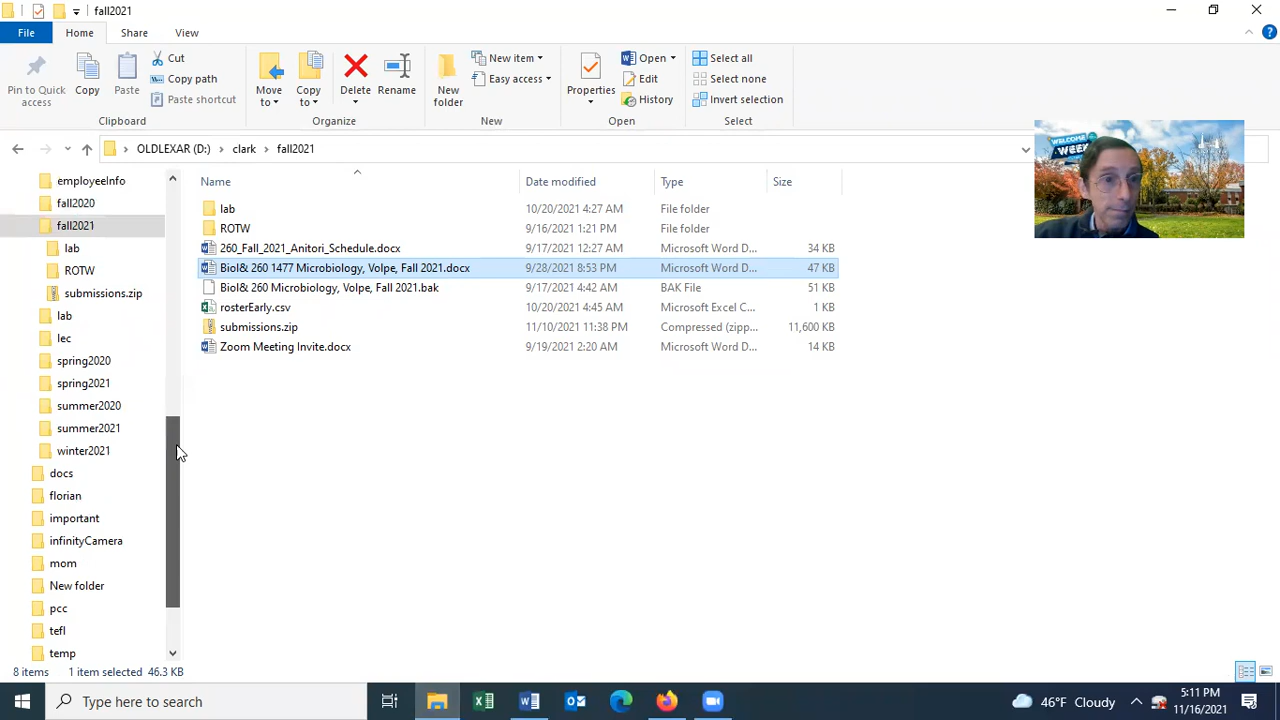 fall2021
File Home Share View
Pin to Quick access
Copy
Paste
Cut
Copy path
Paste shortcut
Clipboard
Move to
Copy to
Delete
Rename
Organize
New folder
New item
Easy access
New
Properties
Open
Edit
History
Open
Select all
Select none
Invert selection
Select
OLDLEXAR (D:) clark fall2021
WELCOME
WEEK
employeeInfo
fall2020
fall2021
lab
ROTW
submissions.zip
lab
lec
spring2020
spring2021
summer2020
summer2021
winter2021
docs
florian
important
infinityCamera
mom
New folder
pcc
tefl
temp
Name Date modified Type Size
lab 10/20/2021 4:27 AM File folder
ROTW 9/16/2021 1:21 PM File folder
260_Fall_2021_Anitori_Schedule.docx 9/17/2021 12:27 AM Microsoft Word D... 34 KB
Biol& 260 1477 Microbiology, Volpe, Fall 2021.docx 9/28/2021 8:53 PM Microsoft Word D... 47 KB
Biol& 260 Microbiology, Volpe, Fall 2021.bak 9/17/2021 4:42 AM BAK File 51 KB
rosterEarly.csv 10/20/2021 4:45 AM Microsoft Excel C... 1 KB
submissions.zip 11/10/2021 11:38 PM Compressed (zipp... 11,600 KB
Zoom Meeting Invite.docx 9/19/2021 2:20 AM Microsoft Word D... 14 KB
8 items 1 item selected 46.3 KB
Type here to search
46°F Cloudy
5:11 PM
11/16/2021